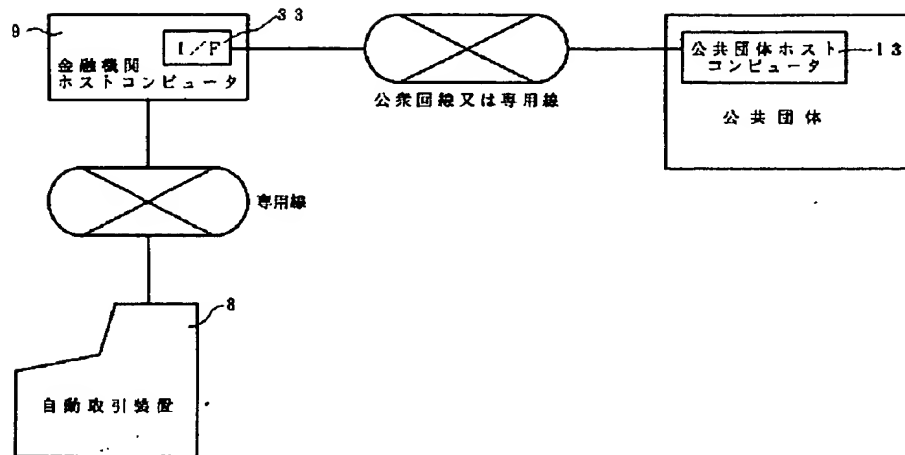 9
33
I/F
金融機関
ホストコンピュータ
公衆回線又は専用線
公共団体ホスト
コンピュータ
13
公共団体
専用線
8
自動取引装置